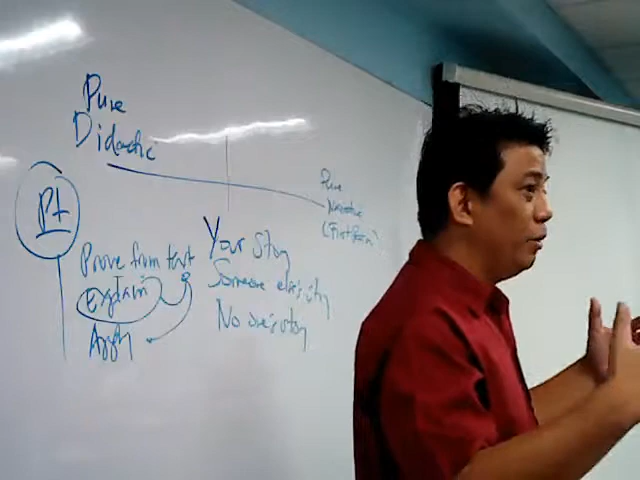 Pure
Didactic
Pure
Narrative
(First Person)
Pt
Prove from text
Explain
Apply
Your Story
Someone else's story
No one's story